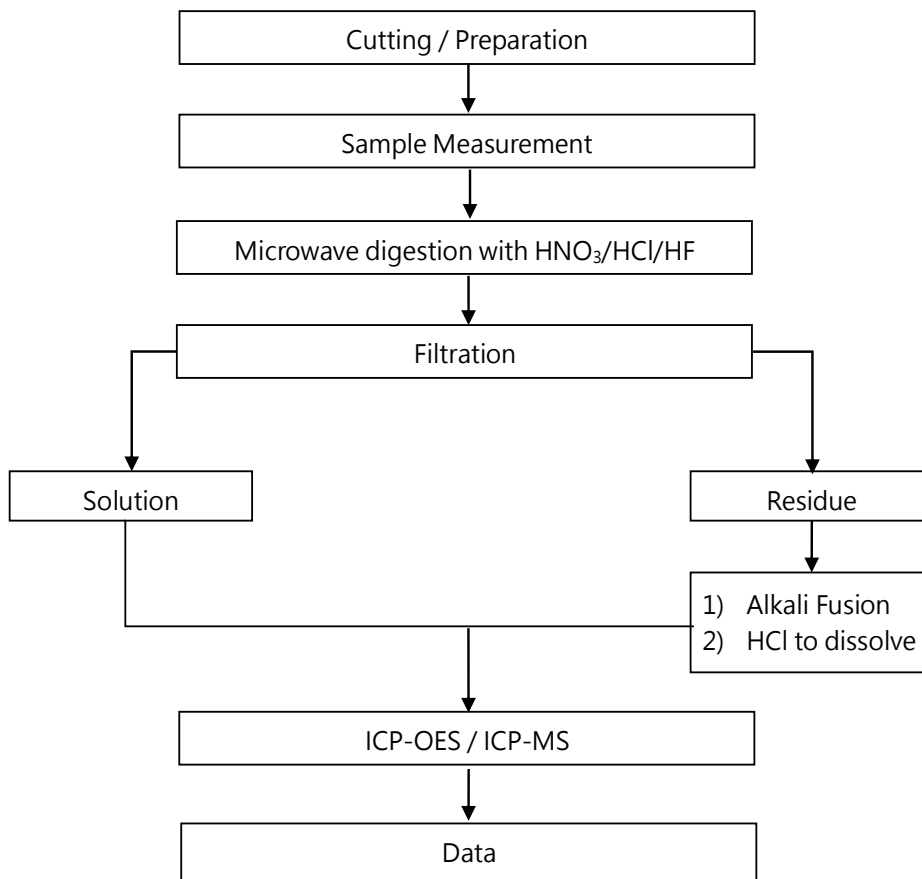 Cutting / Preparation
Sample Measurement
Microwave digestion with HNO₃/HCl/HF
Filtration
Solution
Residue
1) Alkali Fusion
2) HCl to dissolve
ICP-OES / ICP-MS
Data